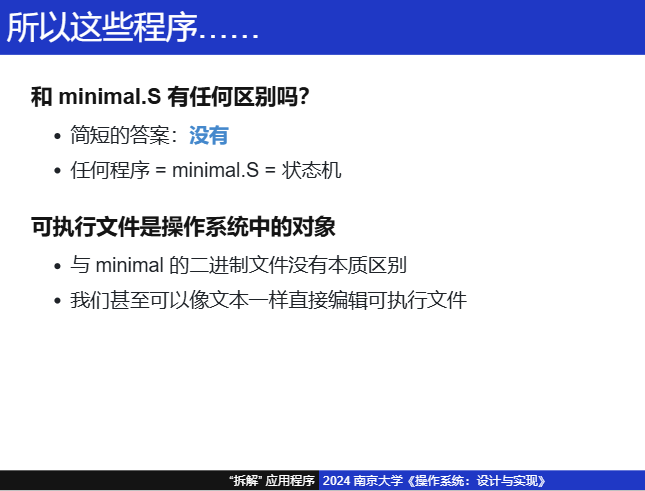 所以这些程序……
和 minimal.S 有任何区别吗？
• 简短的答案：没有
• 任何程序 = minimal.S = 状态机
可执行文件是操作系统中的对象
• 与 minimal 的二进制文件没有本质区别
• 我们甚至可以像文本一样直接编辑可执行文件
“拆解” 应用程序 2024 南京大学《操作系统：设计与实现》